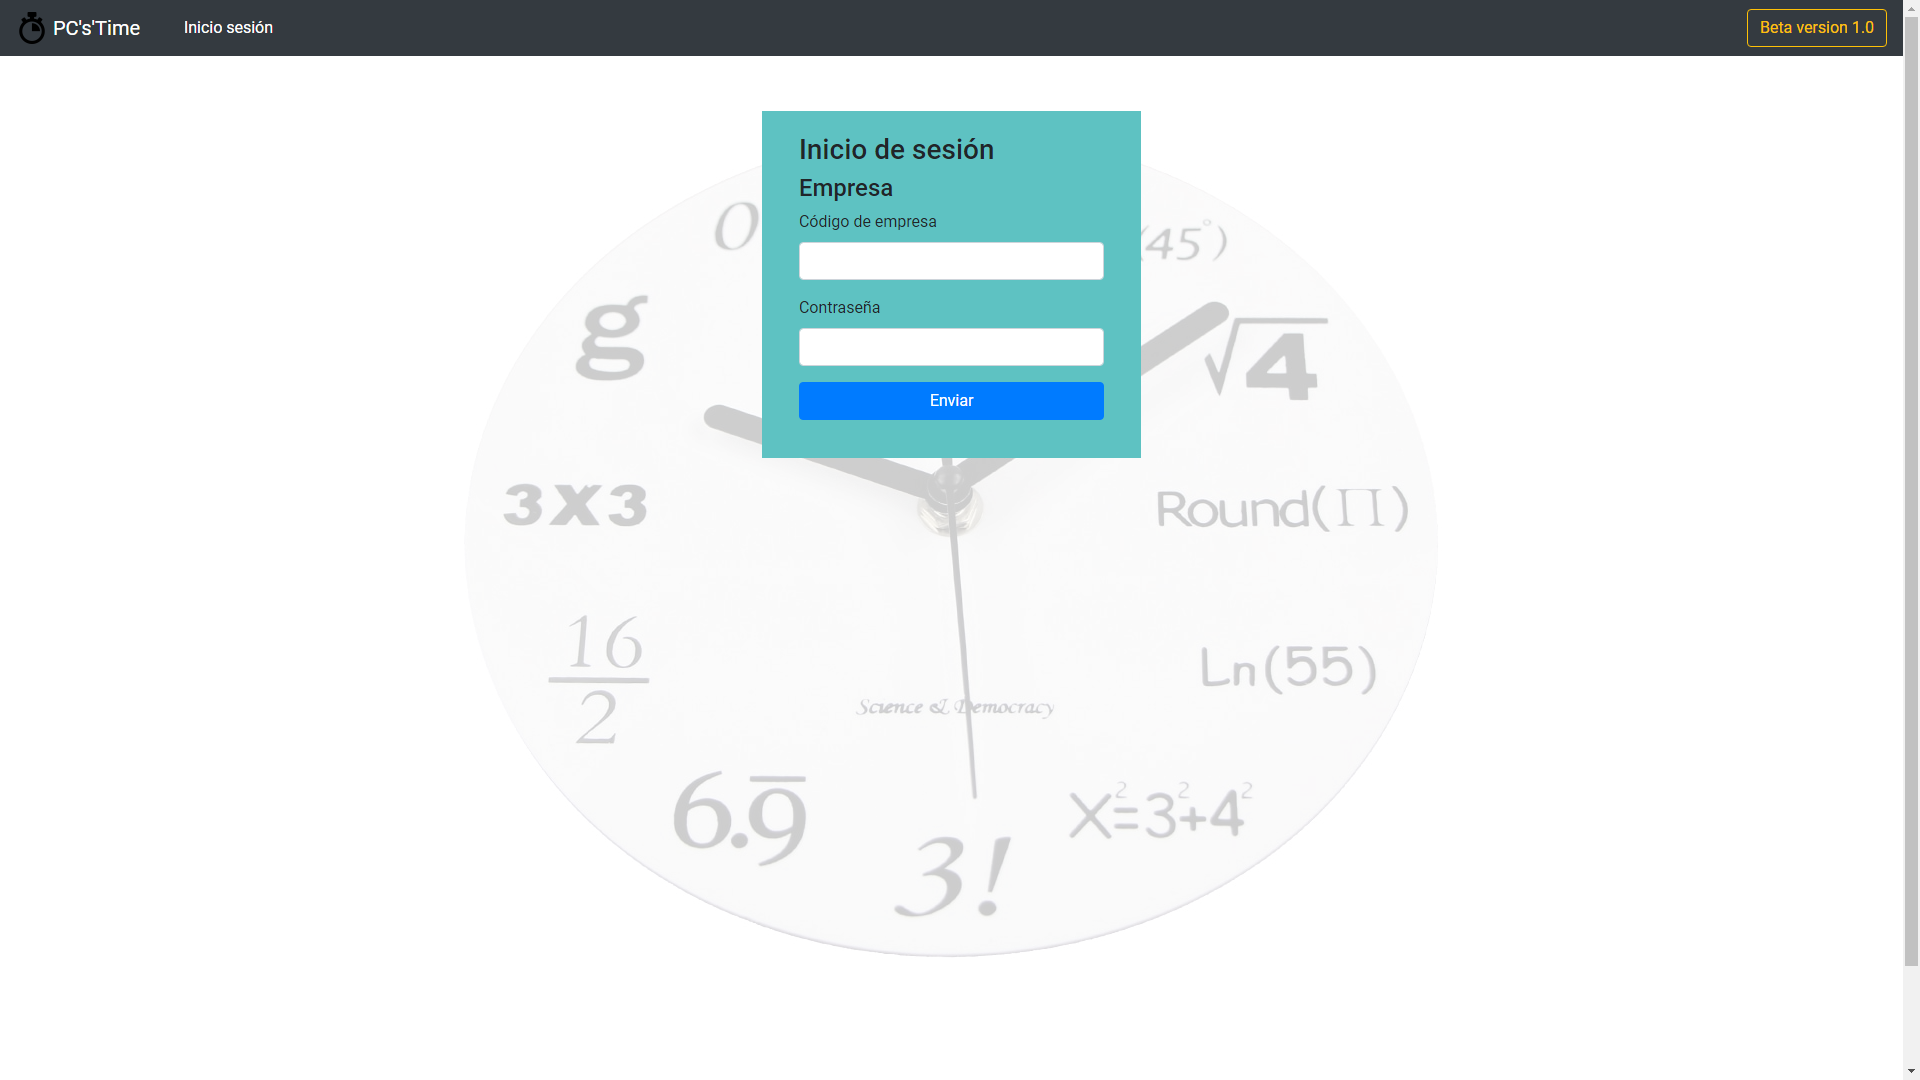 PC's'Time
Inicio sesión
Beta version 1.0
Inicio de sesión
Empresa
Código de empresa
Contraseña
Enviar
0
(45°)
g
√4
3x3
Round(Π)
16
2
Ln(55)
Science & Democracy
6.9̅
X²=3²+4²
3!